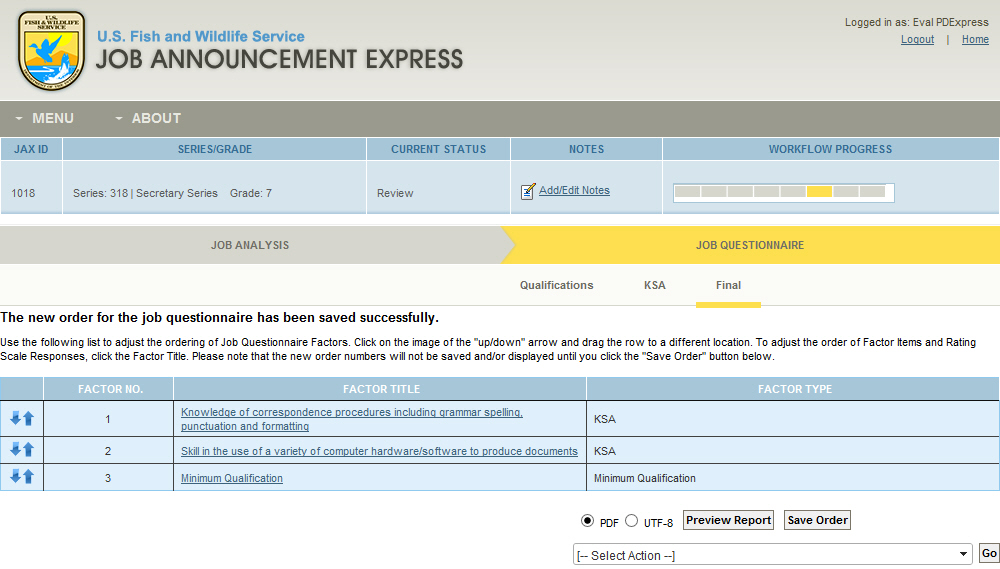 U.S.
FISH & WILDLIFE
SERVICE
U.S. Fish and Wildlife Service
JOB ANNOUNCEMENT EXPRESS
Logged in as: Eval PDExpress
Logout | Home
MENU ABOUT
JAX ID SERIES/GRADE CURRENT STATUS NOTES WORKFLOW PROGRESS
1018 Series: 318 | Secretary Series Grade: 7 Review Add/Edit Notes
JOB ANALYSIS JOB QUESTIONNAIRE
Qualifications KSA Final
The new order for the job questionnaire has been saved successfully.
Use the following list to adjust the ordering of Job Questionnaire Factors. Click on the image of the "up/down" arrow and drag the row to a different location. To adjust the order of Factor Items and Rating
Scale Responses, click the Factor Title. Please note that the new order numbers will not be saved and/or displayed until you click the "Save Order" button below.
FACTOR NO. FACTOR TITLE FACTOR TYPE
1 Knowledge of correspondence procedures including grammar spelling, KSA
punctuation and formatting
2 Skill in the use of a variety of computer hardware/software to produce documents KSA
3 Minimum Qualification Minimum Qualification
PDF UTF-8 Preview Report Save Order
[-- Select Action --] Go